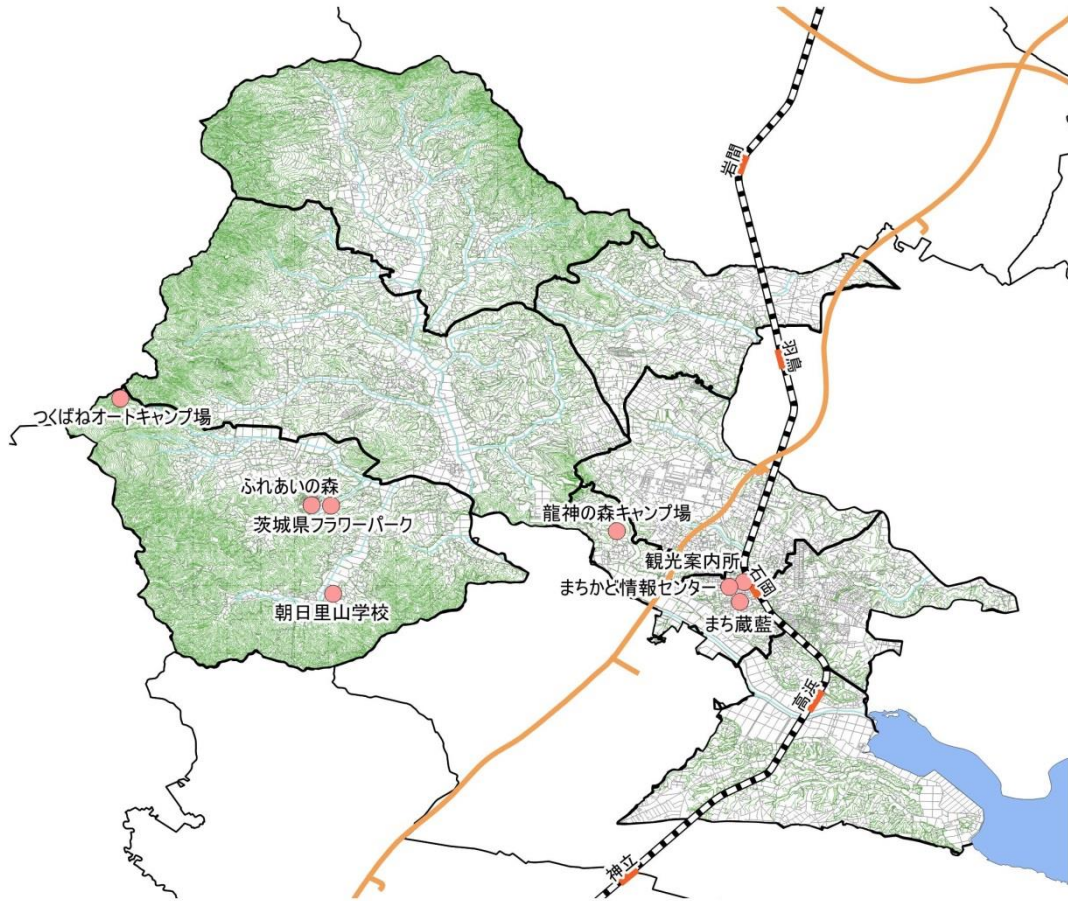 岩間
羽鳥
つくばねオートキャンプ場
ふれあいの森
茨城県フラワーパーク
龍神の森キャンプ場
観光案内所
石岡
まちかど情報センター
朝日里山学校
まち蔵藍
高浜
神立